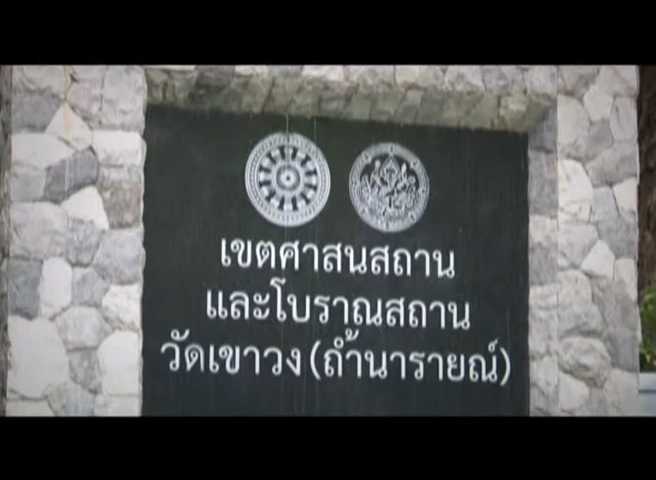 เขตศาสนสถาน
และโบราณสถาน
วัดเขาวง(ถ้ำนารายณ์)